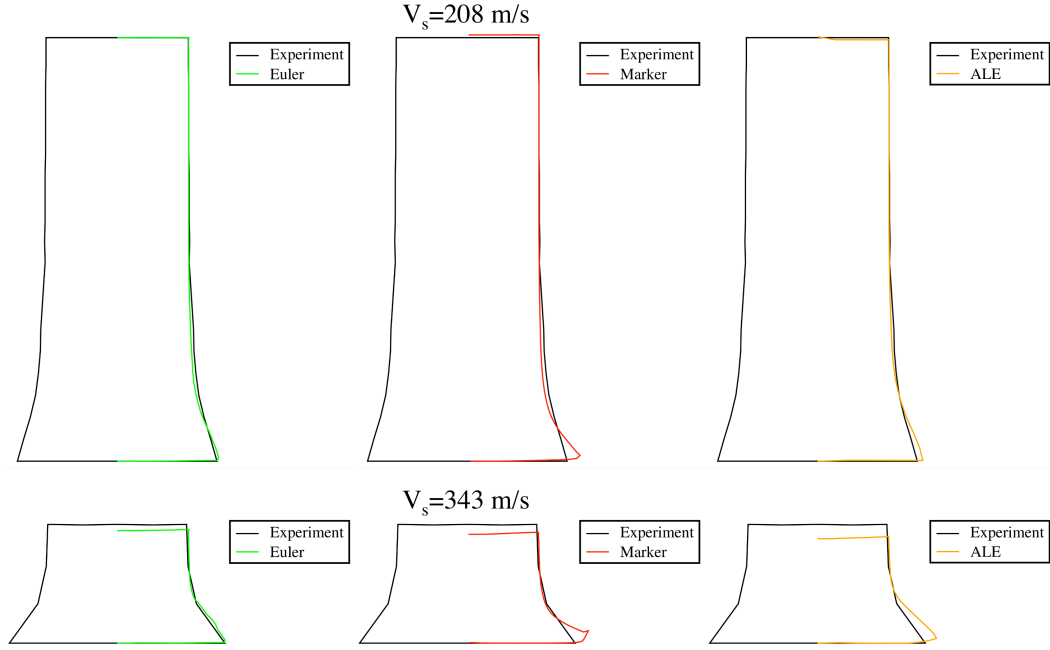 V_s=208 m/s
Experiment
Euler
Experiment
Marker
Experiment
ALE
V_s=343 m/s
Experiment
Euler
Experiment
Marker
Experiment
ALE